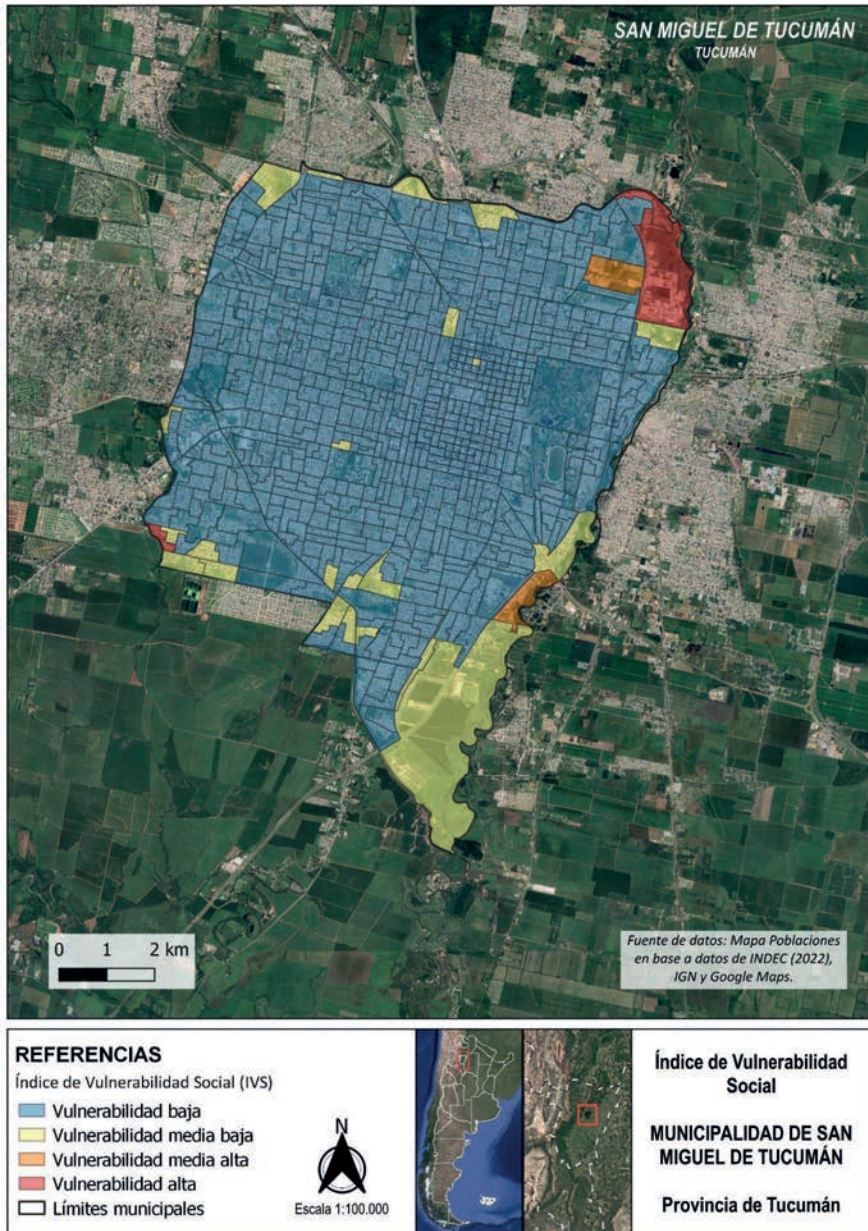 SAN MIGUEL DE TUCUMÁN
TUCUMÁN
0 1 2 km
Fuente de datos: Mapa Poblaciones
en base a datos de INDEC (2022),
IGN y Google Maps.
REFERENCIAS
Índice de Vulnerabilidad Social (IVS)
Vulnerabilidad baja
Vulnerabilidad media baja
Vulnerabilidad media alta
Vulnerabilidad alta
Límites municipales
N
Escala 1:100.000
Índice de Vulnerabilidad
Social
MUNICIPALIDAD DE SAN
MIGUEL DE TUCUMÁN
Provincia de Tucumán